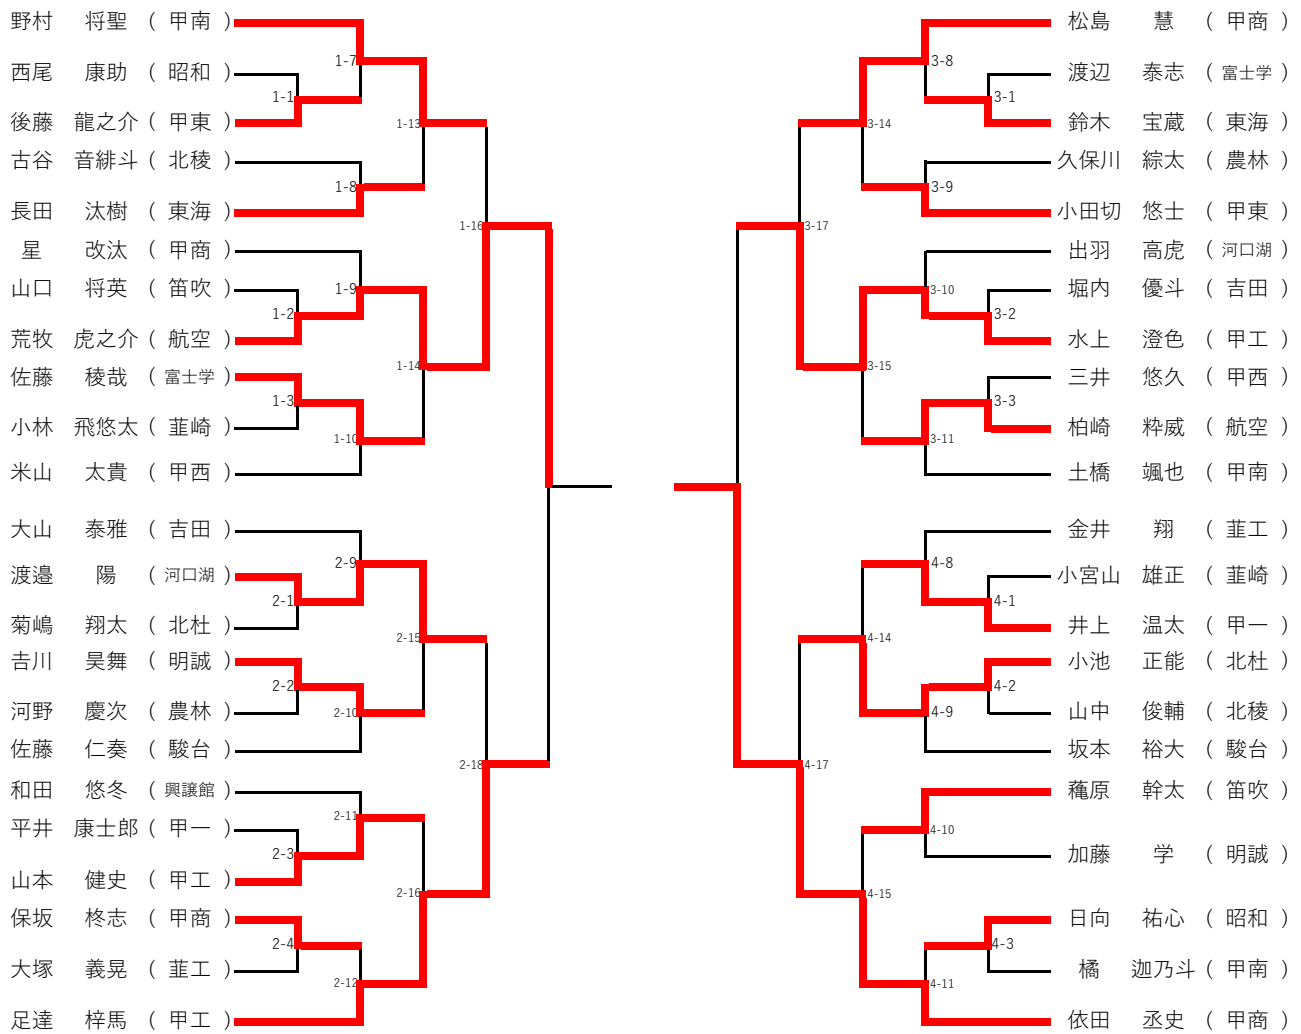 野村 将聖 ( 甲南 )
西尾 康助 ( 昭和 )
後藤 龍之介 ( 甲東 )
古谷 音緋斗 ( 北稜 )
長田 汰樹 ( 東海 )
星 改汰 ( 甲商 )
山口 将英 ( 笛吹 )
荒牧 虎之介 ( 航空 )
佐藤 稜哉 ( 富士学 )
小林 飛悠太 ( 韮崎 )
米山 太貴 ( 甲西 )
大山 泰雅 ( 吉田 )
渡邉 陽 ( 河口湖 )
菊嶋 翔太 ( 北杜 )
𠮷川 昊舞 ( 明誠 )
河野 慶次 ( 農林 )
佐藤 仁奏 ( 駿台 )
和田 悠冬 ( 興譲館 )
平井 康士郎 ( 甲一 )
山本 健史 ( 甲工 )
保坂 柊志 ( 甲商 )
大塚 義晃 ( 韮工 )
足達 梓馬 ( 甲工 )
1-7
1-1
1-13
1-8
1-16
1-9
1-2
1-14
1-3
1-10
2-9
2-1
2-15
2-2
2-10
2-18
2-11
2-3
2-16
2-4
2-12
3-8
3-1
3-14
3-9
3-17
3-10
3-2
3-15
3-3
3-11
4-8
4-1
4-14
4-2
4-9
4-17
4-10
4-15
4-3
4-11
松島 慧 ( 甲商 )
渡辺 泰志 ( 富士学 )
鈴木 宝蔵 ( 東海 )
久保川 綜太 ( 農林 )
小田切 悠士 ( 甲東 )
出羽 高虎 ( 河口湖 )
堀内 優斗 ( 吉田 )
水上 澄色 ( 甲工 )
三井 悠久 ( 甲西 )
柏崎 粋威 ( 航空 )
土橋 颯也 ( 甲南 )
金井 翔 ( 韮工 )
小宮山 雄正 ( 韮崎 )
井上 温太 ( 甲一 )
小池 正能 ( 北杜 )
山中 俊輔 ( 北稜 )
坂本 裕大 ( 駿台 )
蘒原 幹太 ( 笛吹 )
加藤 学 ( 明誠 )
日向 祐心 ( 昭和 )
橘 迦乃斗 ( 甲南 )
依田 丞史 ( 甲商 )